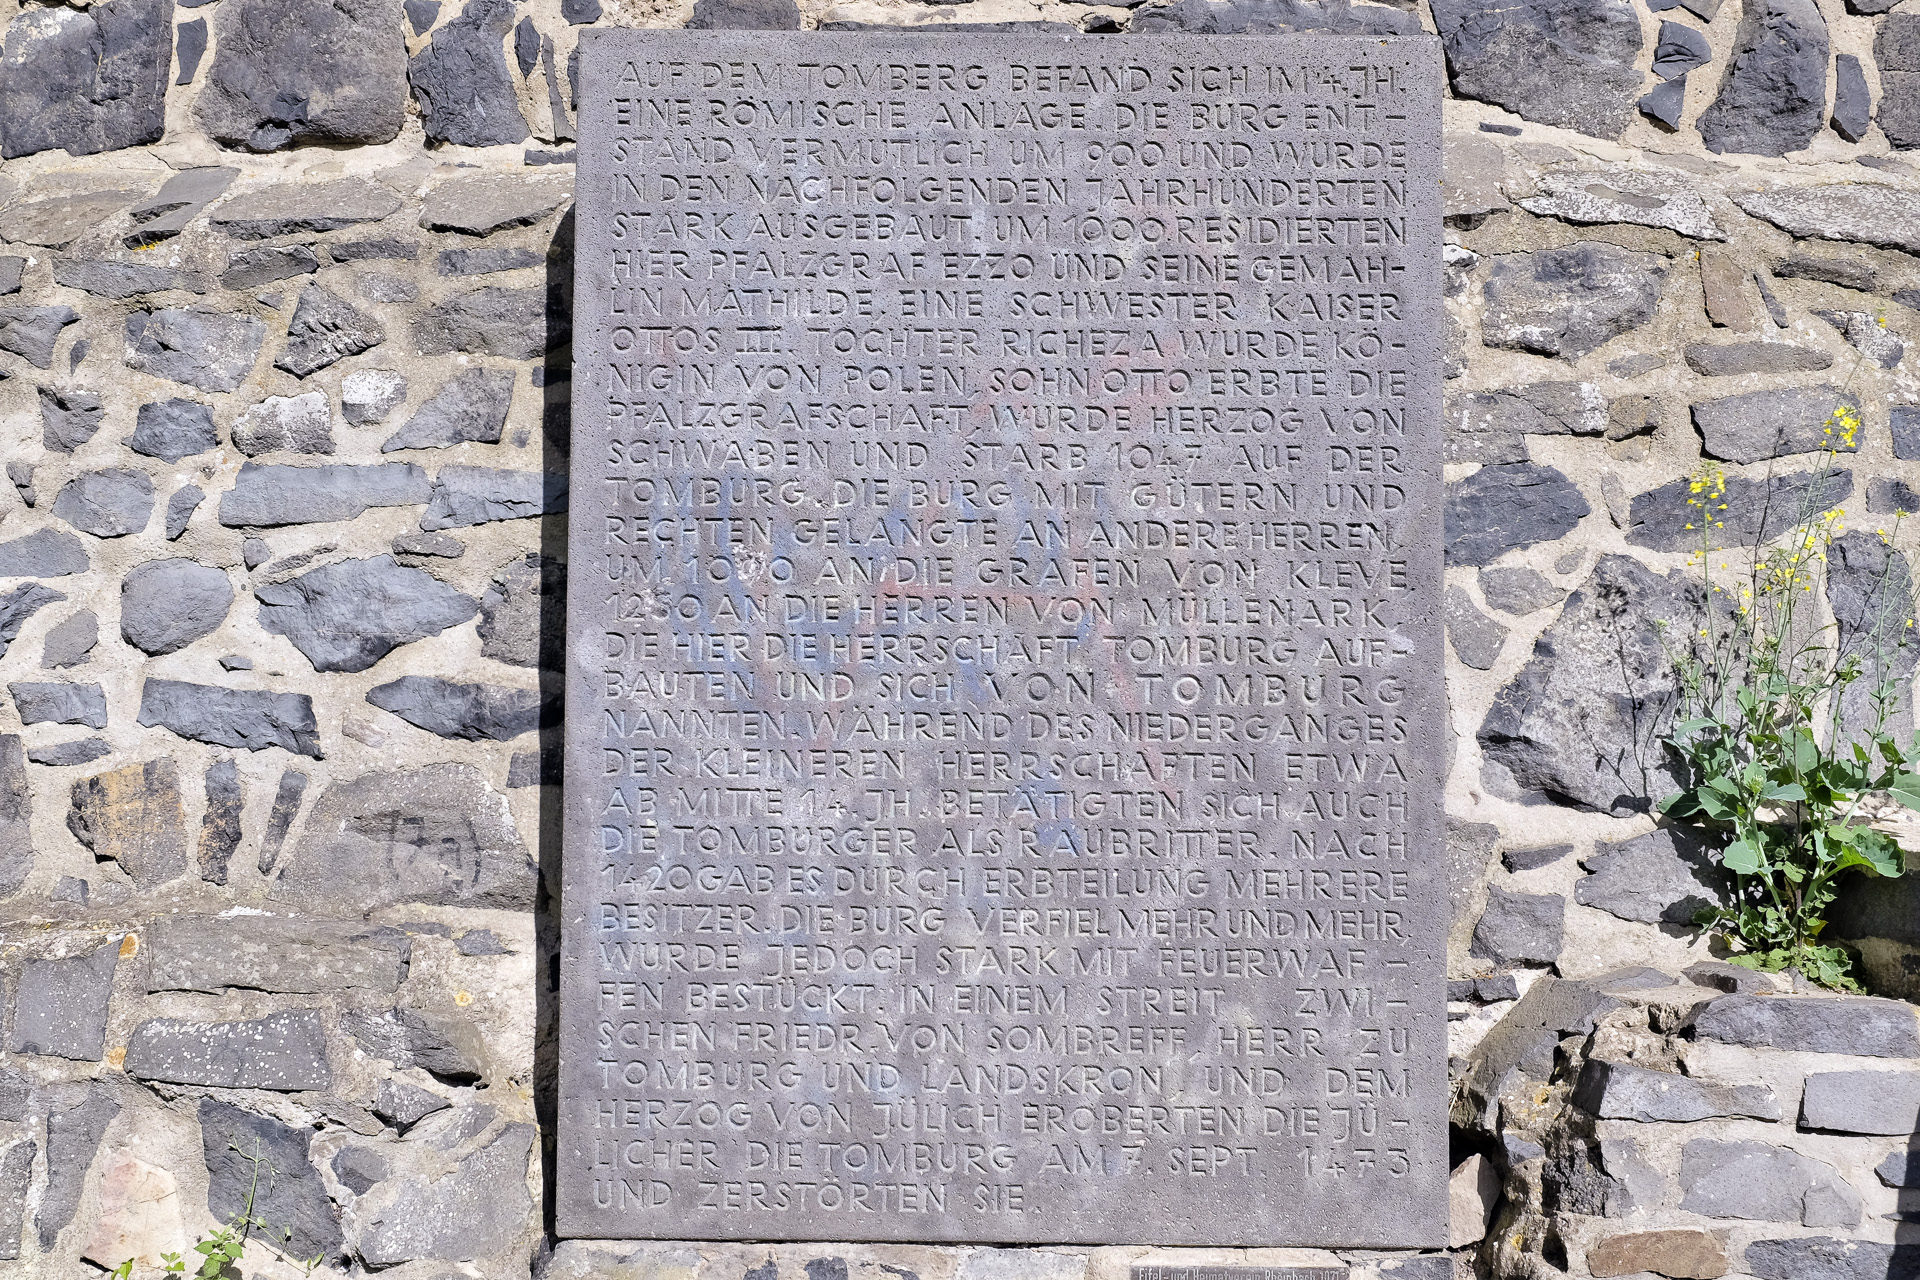 AUF DEM TOMBERG BEFAND SICH IM 4. JH.
EINE RÖMISCHE ANLAGE. DIE BURG ENT-
STAND VERMUTLICH UM 900 UND WURDE
IN DEN NACHFOLGENDEN JAHRHUNDERTEN
STARK AUSGEBAUT. UM 1000 RESIDIERTEN
HIER PFALZGRAF EZZO UND SEINE GEMAH-
LIN MATHILDE, EINE SCHWESTER KAISER
OTTOS III. TOCHTER RICHEZA WURDE KÖ-
NIGIN VON POLEN, SOHN OTTO ERBTE DIE
PFALZGRAFSCHAFT, WURDE HERZOG VON
SCHWABEN UND STARB 1047 AUF DER
TOMBURG. DIE BURG MIT GÜTERN UND
RECHTEN GELANGTE AN ANDERE HERREN,
UM AN DIE GRAFEN VON KLEVE,
1230 AN DIE HERREN VON MÜLLENARK,
DIE HIER DIE HERRSCHAFT TOMBURG AUF-
BAUTEN UND SICH VON TOMBURG
NANNTEN. WÄHREND DES NIEDERGANGES
DER KLEINEREN HERRSCHAFTEN ETWA
AB MITTE 14. JH. BETÄTIGTEN SICH AUCH
DIE TOMBURGER ALS RAUBRITTER. NACH
1420 GAB ES DURCH ERBTEILUNG MEHRERE
BESITZER. DIE BURG VERFIEL MEHR UND MEHR,
WURDE JEDOCH STARK MIT FEUERWAF-
FEN BESTÜCKT. IN EINEM STREIT ZWI-
SCHEN FRIEDR. VON SOMBREFF, HERR ZU
TOMBURG UND LANDSKRON, UND DEM
HERZOG VON JÜLICH EROBERTEN DIE JÜ-
LICHER DIE TOMBURG AM 7. SEPT. 1473
UND ZERSTÖRTEN SIE.
Eifel- und Heimatverein Rheinbach